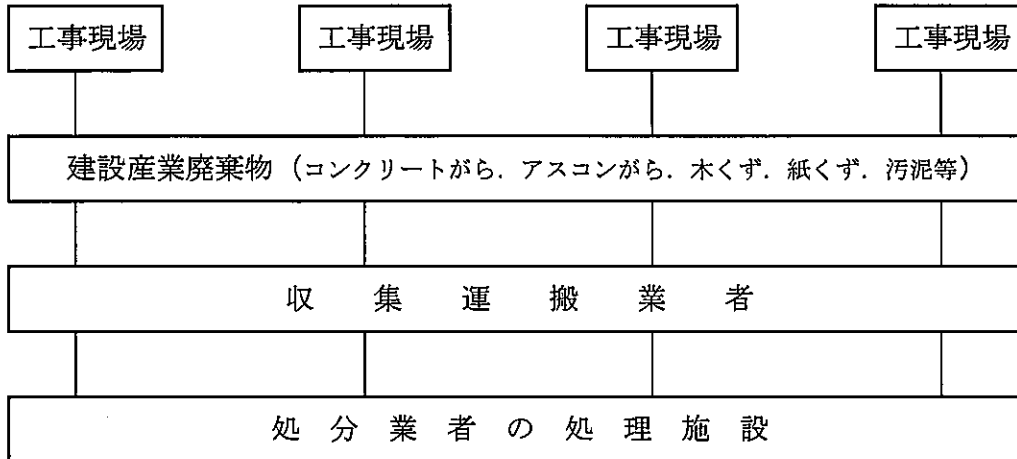 工事現場 工事現場 工事現場 工事現場
建設産業廃棄物（コンクリートがら．アスコンがら．木くず．紙くず．汚泥等）
収集運搬業者
処分業者の処理施設